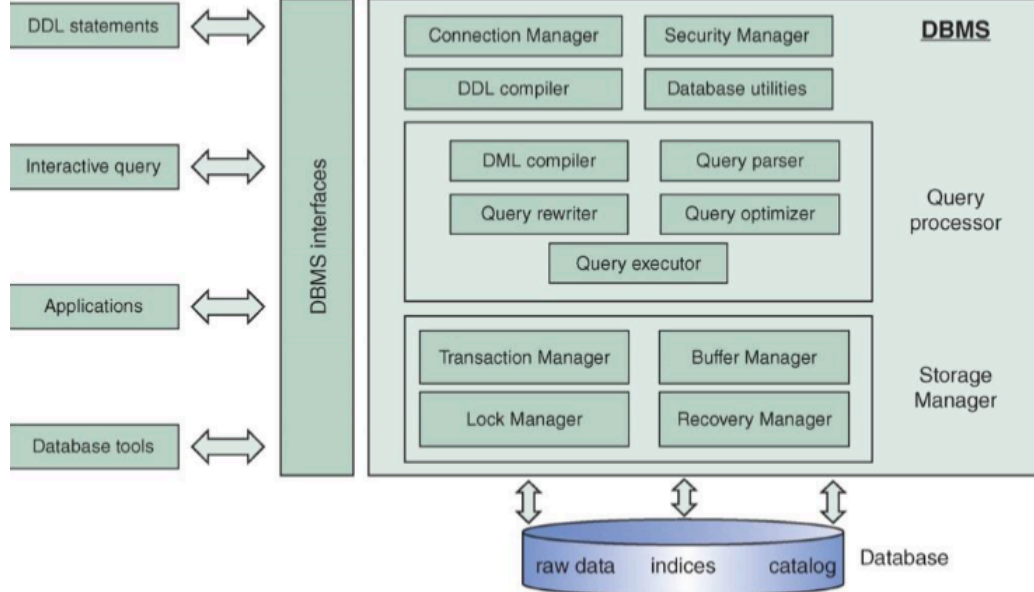 DDL statements
Interactive query
Applications
Database tools
DBMS interfaces
DBMS
Connection Manager
Security Manager
DDL compiler
Database utilities
DML compiler
Query parser
Query rewriter
Query optimizer
Query executor
Query
processor
Transaction Manager
Buffer Manager
Lock Manager
Recovery Manager
Storage
Manager
raw data
indices
catalog
Database